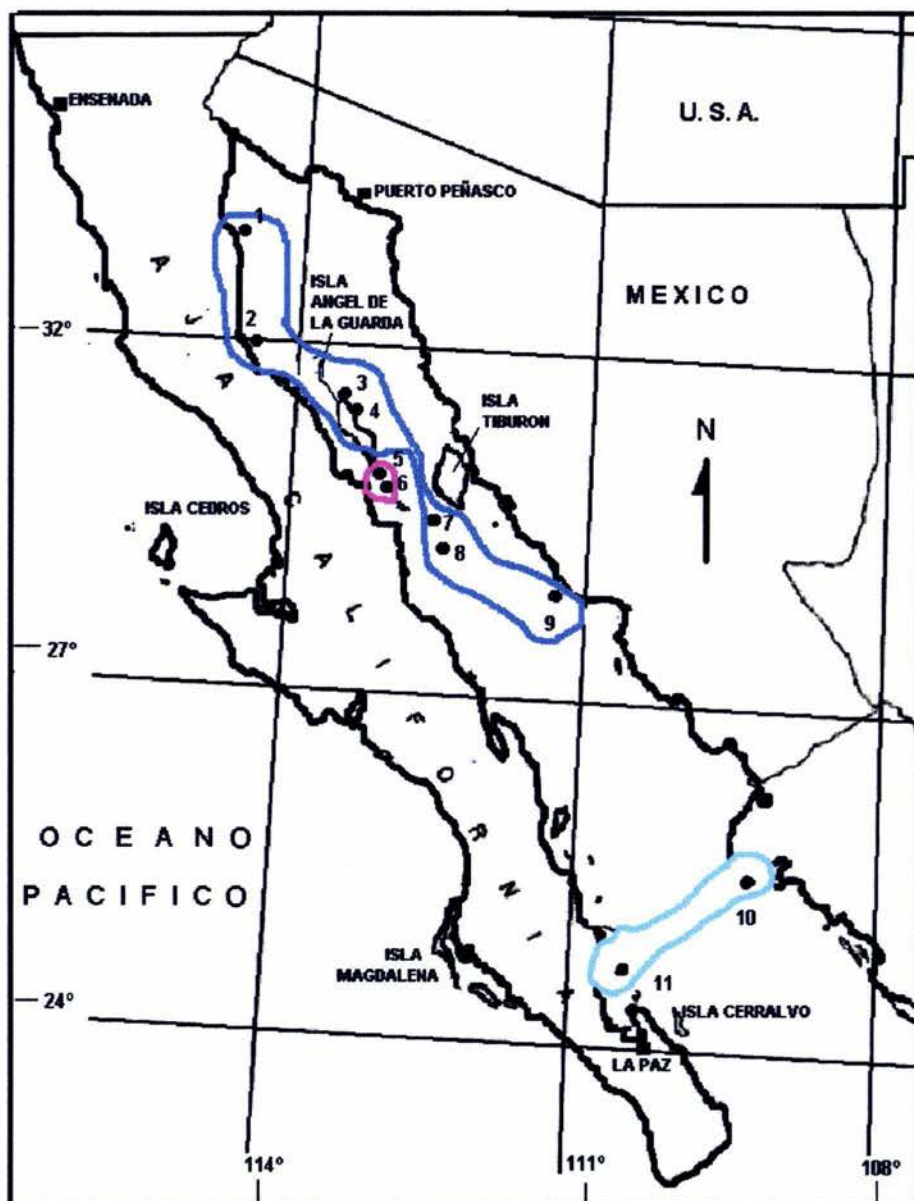 ENSENADA
U. S. A.
PUERTO PEÑASCO
1
ISLA
ANGEL DE
LA GUARDA
MEXICO
32°
2
3
4
ISLA
TIBURON
N
5
6
ISLA CEDROS
7
8
9
27°
CALIFORNIA
BAJA
OCEANO
PACIFICO
10
ISLA
MAGDALENA
11
24°
ISLA CERRALVO
LA PAZ
114°
111°
108°